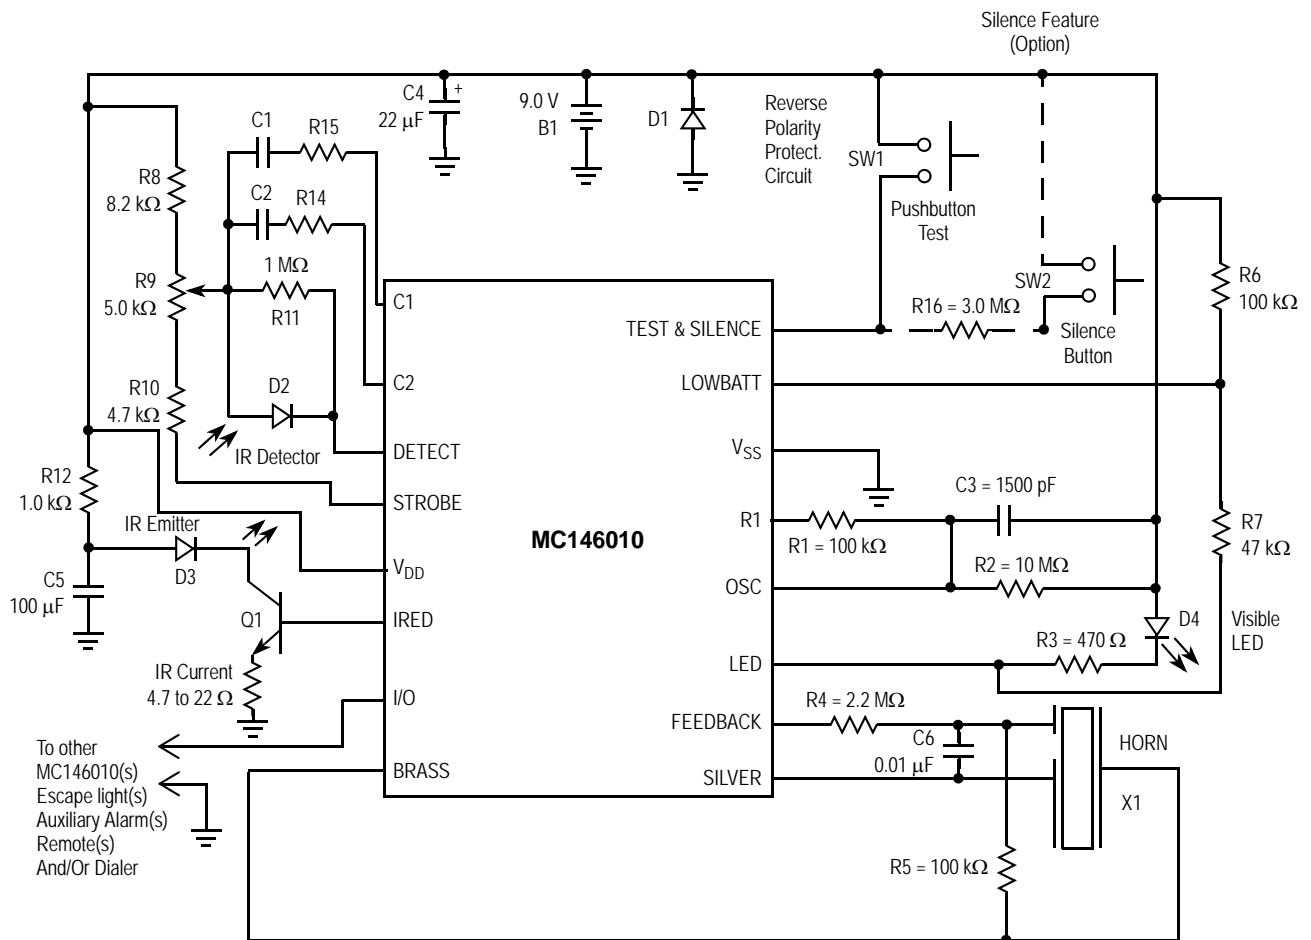 Silence Feature
(Option)
C4
+
22 µF
9.0 V
B1
D1
Reverse
Polarity
Protect.
Circuit
SW1
Pushbutton
Test
SW2
Silence
Button
C1
R15
C2
R14
R8
8.2 kΩ
R9
5.0 kΩ
1 MΩ
R11
R10
4.7 kΩ
D2
IR Detector
R12
1.0 kΩ
IR Emitter
D3
C5
100 µF
Q1
IR Current
4.7 to 22 Ω
To other
MC146010(s)
Escape light(s)
Auxiliary Alarm(s)
Remote(s)
And/Or Dialer
C1
C2
DETECT
STROBE
VDD
IRED
I/O
BRASS
MC146010
TEST & SILENCE
LOWBATT
VSS
R1
OSC
LED
FEEDBACK
SILVER
R16 = 3.0 MΩ
R6
100 kΩ
C3 = 1500 pF
R1 = 100 kΩ
R2 = 10 MΩ
R7
47 kΩ
D4
Visible
LED
R3 = 470 Ω
R4 = 2.2 MΩ
C6
0.01 µF
HORN
X1
R5 = 100 kΩ